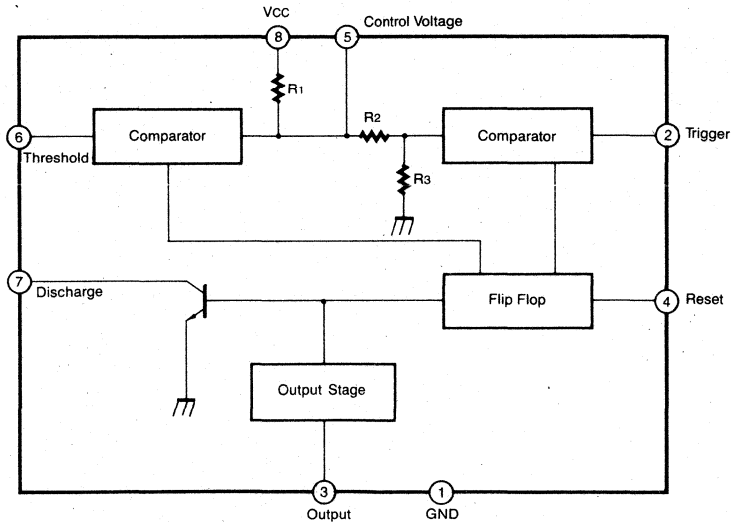 VCC
Control Voltage
8
5
R1
R2
Comparator
Comparator
6
2
Trigger
Threshold
R3
7
Discharge
Flip Flop
4
Reset
Output Stage
3
1
Output
GND